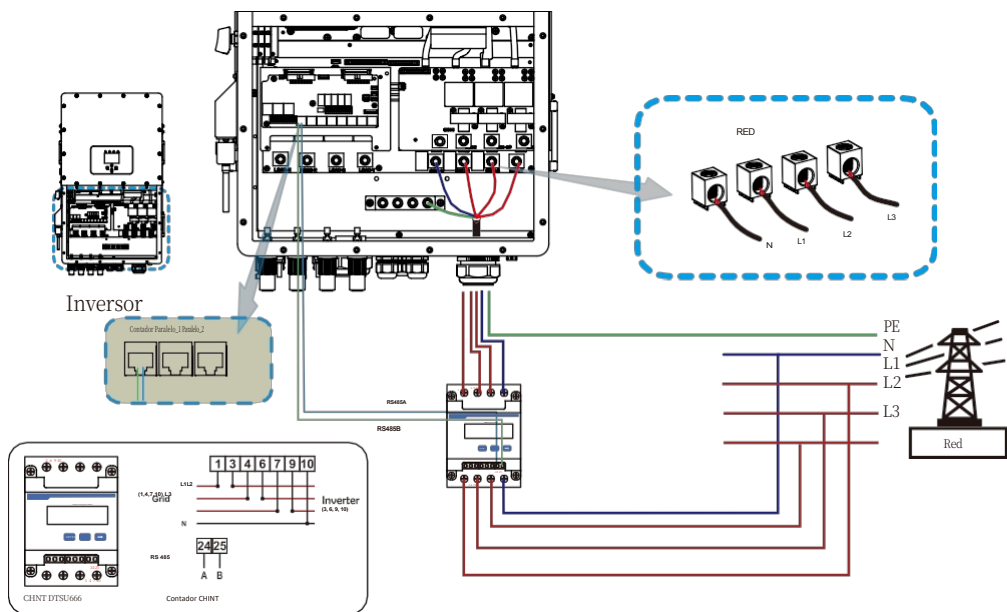 RED
N
L1
L2
L3
Inversor
Contador Paralelo_1 Paralelo_2
PE
N
L1
L2
L3
Red
RS485A
RS485B
1 3 4 6 7 9 10
L1L2
(1,4,7,10) L3
Grid
Inverter
(3, 6, 9, 10)
N
RS 485
24 25
A B
CHNT DTSU666
Contador CHINT